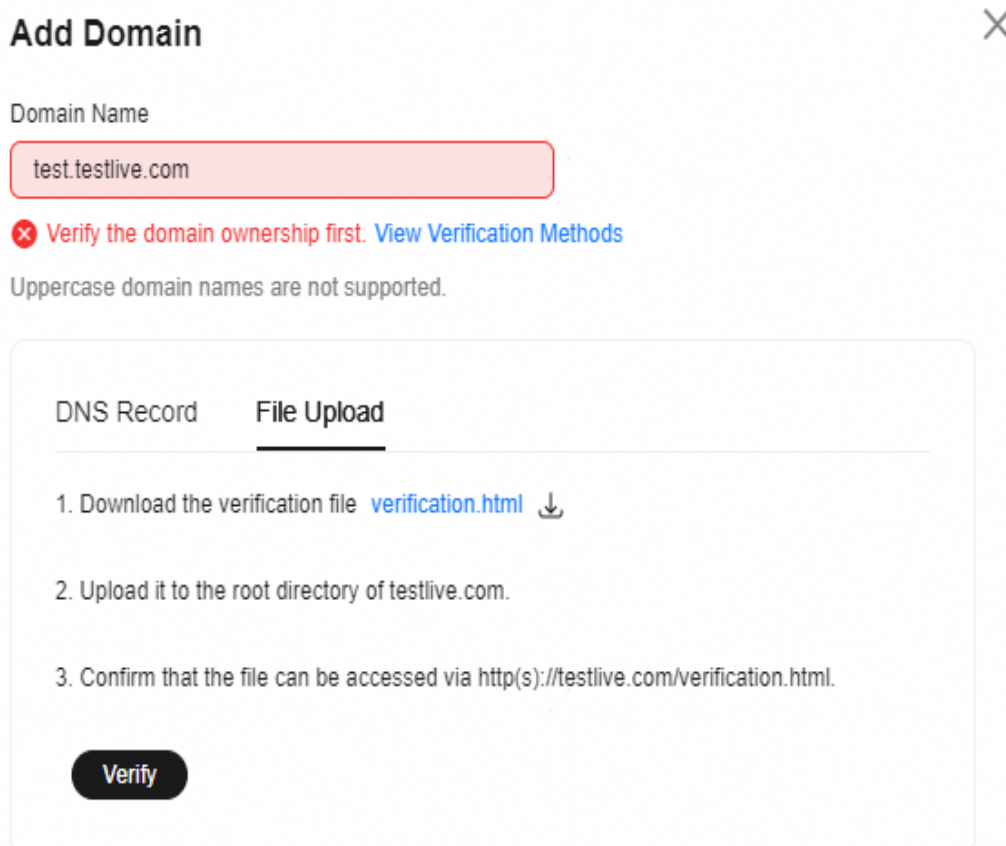 Add Domain
Domain Name
test.testlive.com
Verify the domain ownership first. View Verification Methods
Uppercase domain names are not supported.
DNS Record File Upload
1. Download the verification file verification.html
2. Upload it to the root directory of testlive.com.
3. Confirm that the file can be accessed via http(s)://testlive.com/verification.html.
Verify